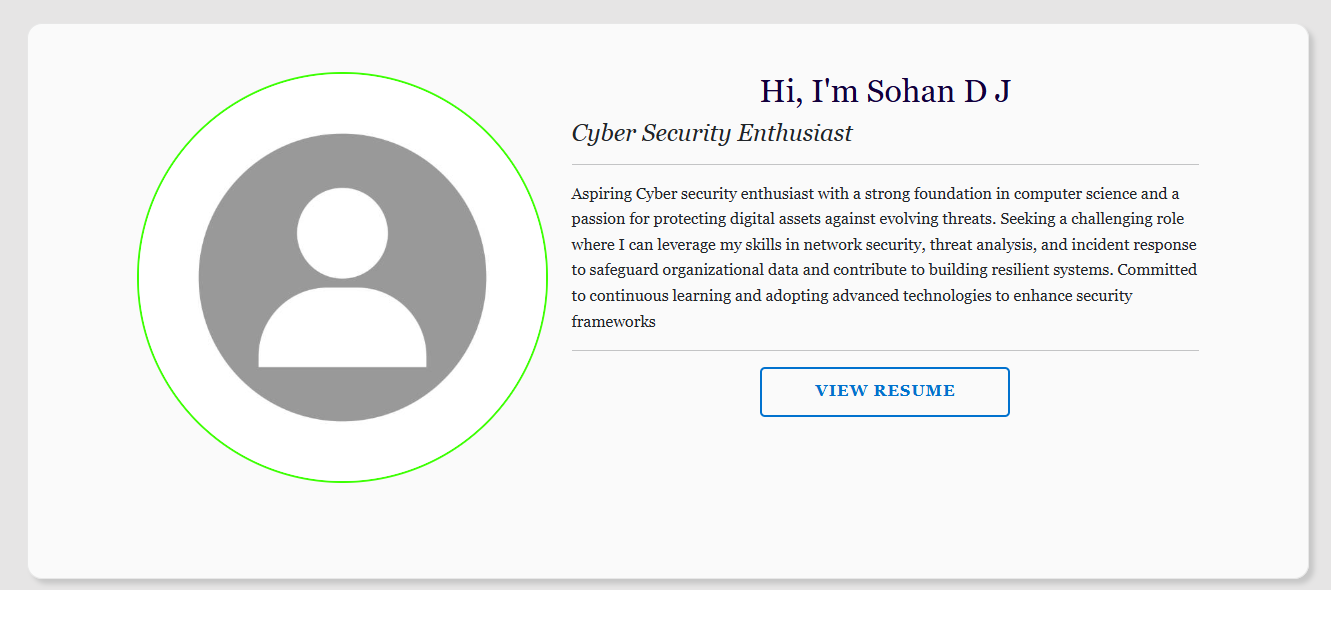 Hi, I'm Sohan D J
Cyber Security Enthusiast
Aspiring Cyber security enthusiast with a strong foundation in computer science and a
passion for protecting digital assets against evolving threats. Seeking a challenging role
where I can leverage my skills in network security, threat analysis, and incident response
to safeguard organizational data and contribute to building resilient systems. Committed
to continuous learning and adopting advanced technologies to enhance security
frameworks
VIEW RESUME